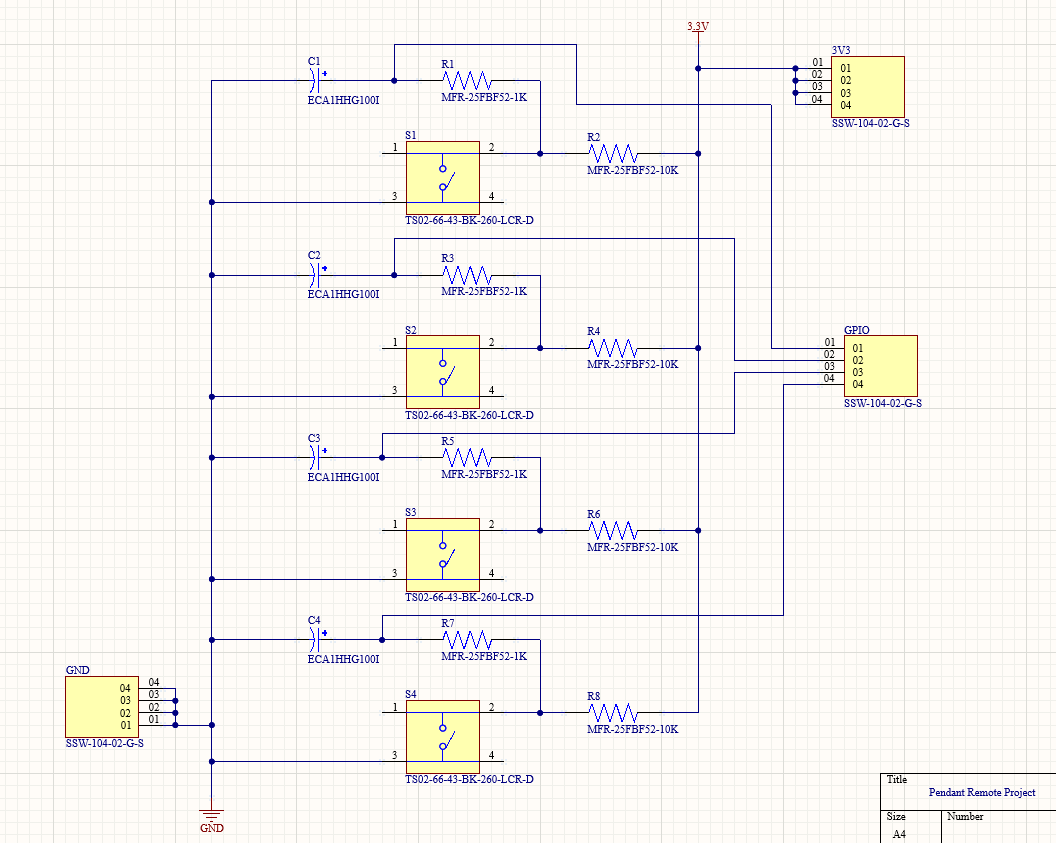 3.3V
3V3
01 01
02 02
03 03
04 04
SSW-104-02-G-S
C1
ECA1HHG100I
R1
MFR-25FBF52-1K
S1
1 2
3 4
TS02-66-43-BK-260-LCR-D
R2
MFR-25FBF52-10K
C2
ECA1HHG100I
R3
MFR-25FBF52-1K
S2
1 2
3 4
TS02-66-43-BK-260-LCR-D
R4
MFR-25FBF52-10K
GPIO
01 01
02 02
03 03
04 04
SSW-104-02-G-S
C3
ECA1HHG100I
R5
MFR-25FBF52-1K
S3
1 2
3 4
TS02-66-43-BK-260-LCR-D
R6
MFR-25FBF52-10K
C4
ECA1HHG100I
R7
MFR-25FBF52-1K
S4
1 2
3 4
TS02-66-43-BK-260-LCR-D
R8
MFR-25FBF52-10K
GND
04 04
03 03
02 02
01 01
SSW-104-02-G-S
GND
Title
Pendant Remote Project
Size Number
A4